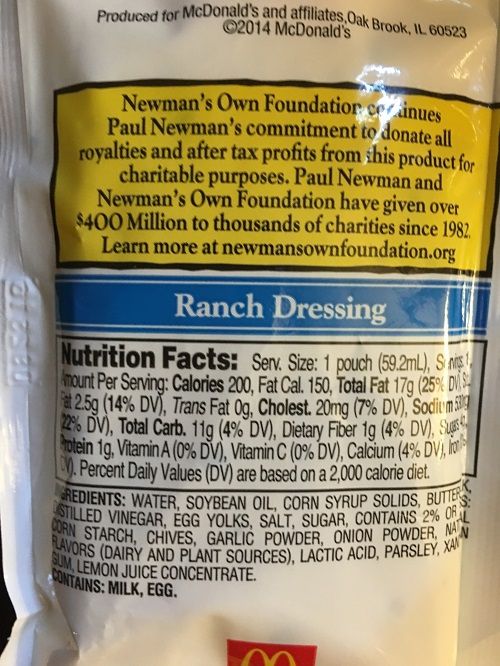 Produced for McDonald's and affiliates, Oak Brook, IL 60523
©2014 McDonald's
Newman's Own Foundation continues
Paul Newman's commitment to donate all
royalties and after tax profits from this product for
charitable purposes. Paul Newman and
Newman's Own Foundation have given over
$400 Million to thousands of charities since 1982.
Learn more at newmansownfoundation.org
Ranch Dressing
Nutrition Facts: Serv. Size: 1 pouch (59.2mL),
Amount Per Serving: Calories 200, Fat Cal. 150, Total Fat 17g (25% DV),
Fat 2.5g (14% DV), Trans Fat 0g, Cholest. 20mg (7% DV), Sodium
22% DV), Total Carb. 11g (4% DV), Dietary Fiber 1g (4% DV), Sugars
Protein 1g, Vitamin A (0% DV), Vitamin C (0% DV), Calcium (4% DV), Iron
DV). Percent Daily Values (DV) are based on a 2,000 calorie diet.
INGREDIENTS: WATER, SOYBEAN OIL, CORN SYRUP SOLIDS,
DISTILLED VINEGAR, EGG YOLKS, SALT, SUGAR, CONTAINS 2% OR
CORN STARCH, CHIVES, GARLIC POWDER, ONION POWDER,
FLAVORS (DAIRY AND PLANT SOURCES), LACTIC ACID, PARSLEY,
GUM, LEMON JUICE CONCENTRATE.
CONTAINS: MILK, EGG.